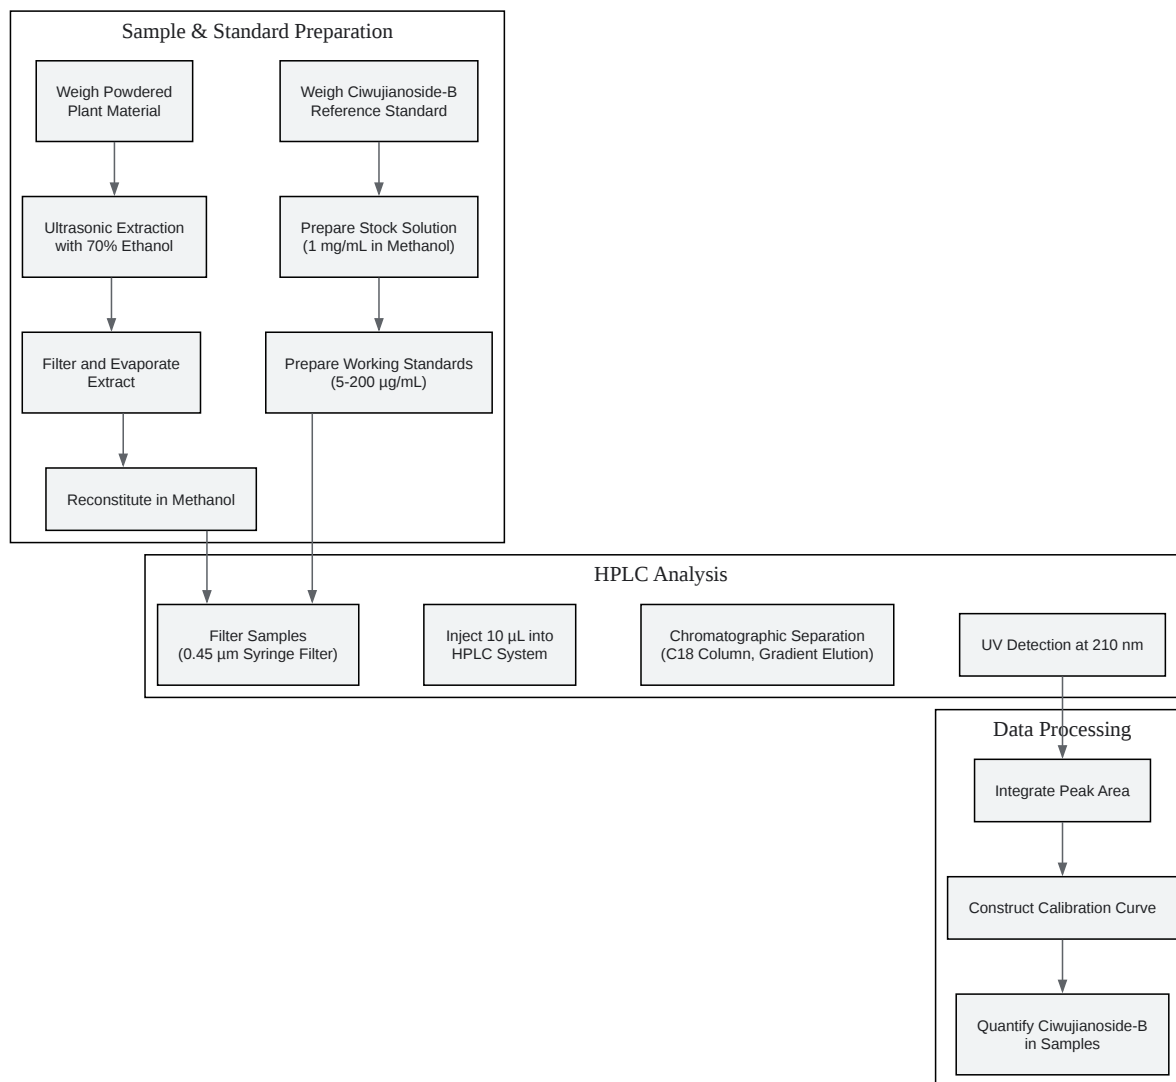 Sample & Standard Preparation
Weigh Powdered
Plant Material
Weigh Ciwujianoside-B
Reference Standard
Ultrasonic Extraction
with 70% Ethanol
Prepare Stock Solution
(1 mg/mL in Methanol)
Filter and Evaporate
Extract
Prepare Working Standards
(5-200 µg/mL)
Reconstitute in Methanol
HPLC Analysis
Filter Samples
(0.45 µm Syringe Filter)
Inject 10 µL into
HPLC System
Chromatographic Separation
(C18 Column, Gradient Elution)
UV Detection at 210 nm
Data Processing
Integrate Peak Area
Construct Calibration Curve
Quantify Ciwujianoside-B
in Samples